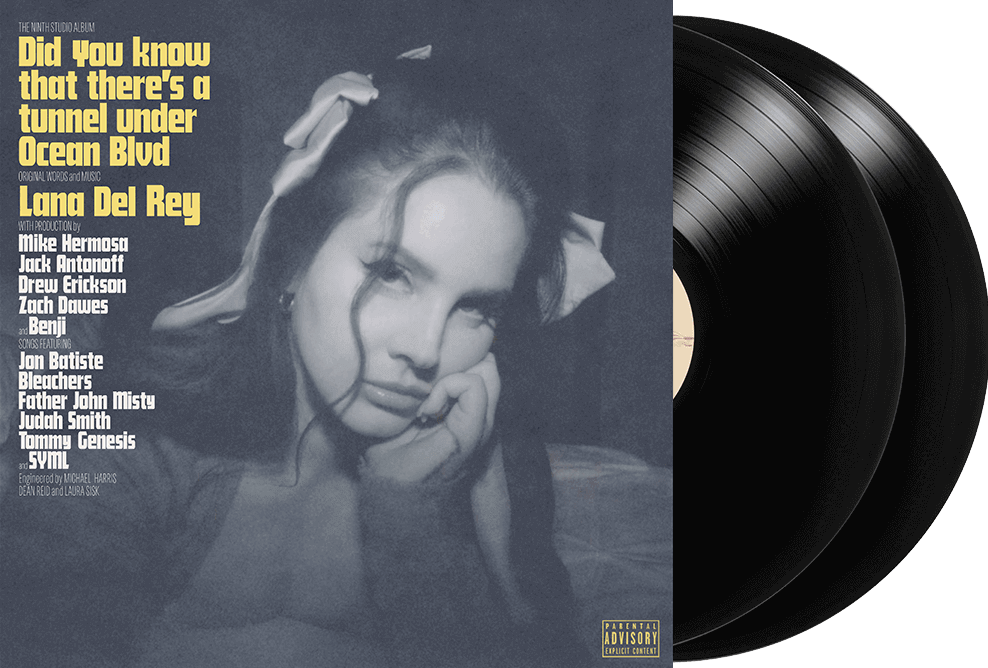 THE NINTH STUDIO ALBUM
Did you know
that there's a
tunnel under
Ocean Blvd
ORIGINAL WORDS and MUSIC
Lana Del Rey
WITH PRODUCTION by
Mike Hermosa
Jack Antonoff
Drew Erickson
Zach Dawes
and Benji
SONGS FEATURING
Jon Batiste
Bleachers
Father John Misty
Judah Smith
Tommy Genesis
and SYML
Engineered by MICHAEL HARRIS
DEAN REID and LAURA SISK
PARENTAL
ADVISORY
EXPLICIT CONTENT